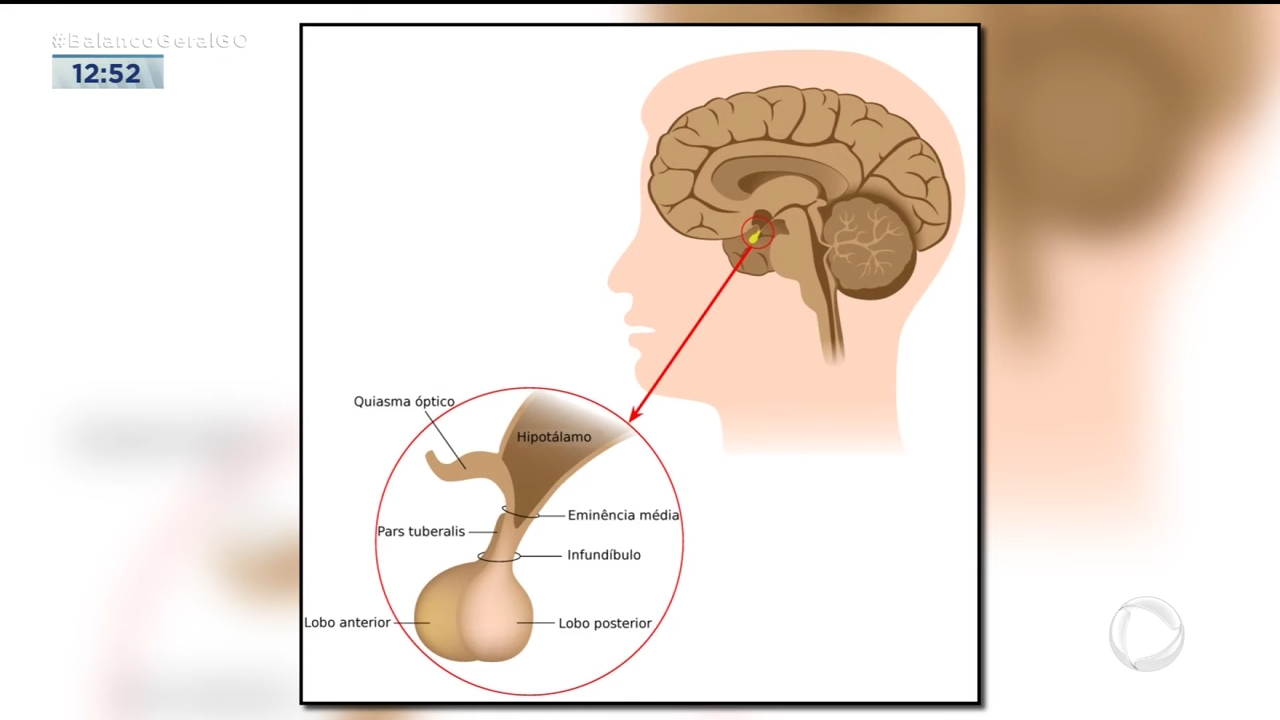 #BalancoGeralGO
12:52
Quiasma óptico
Hipotálamo
Eminência média
Pars tuberalis
Infundíbulo
Lobo anterior
Lobo posterior